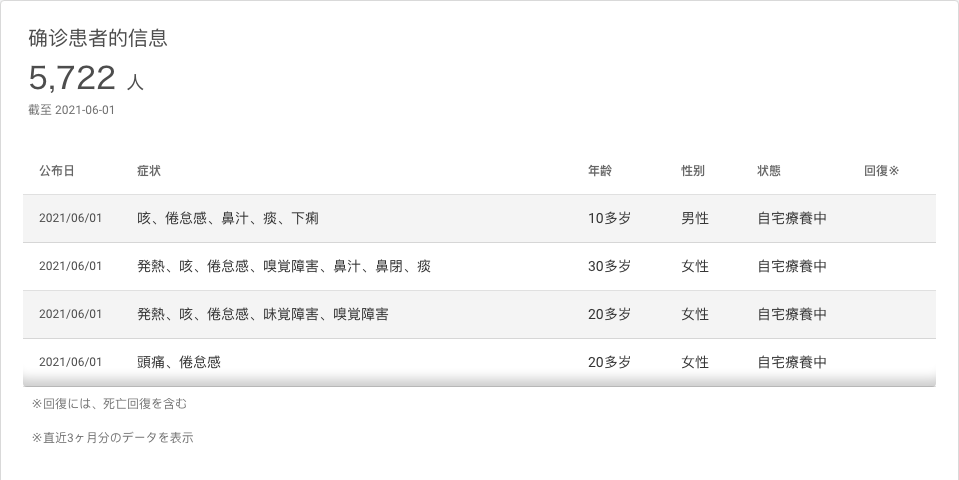 确诊患者的信息
5,722 人
截至 2021-06-01
公布日 症状 年龄 性别 状態 回復※
2021/06/01 咳、倦怠感、鼻汁、痰、下痢 10多岁 男性 自宅療養中
2021/06/01 発熱、咳、倦怠感、嗅覚障害、鼻汁、鼻閉、痰 30多岁 女性 自宅療養中
2021/06/01 発熱、咳、倦怠感、味覚障害、嗅覚障害 20多岁 女性 自宅療養中
2021/06/01 頭痛、倦怠感 20多岁 女性 自宅療養中
※回復には、死亡回復を含む
※直近3ヶ月分のデータを表示